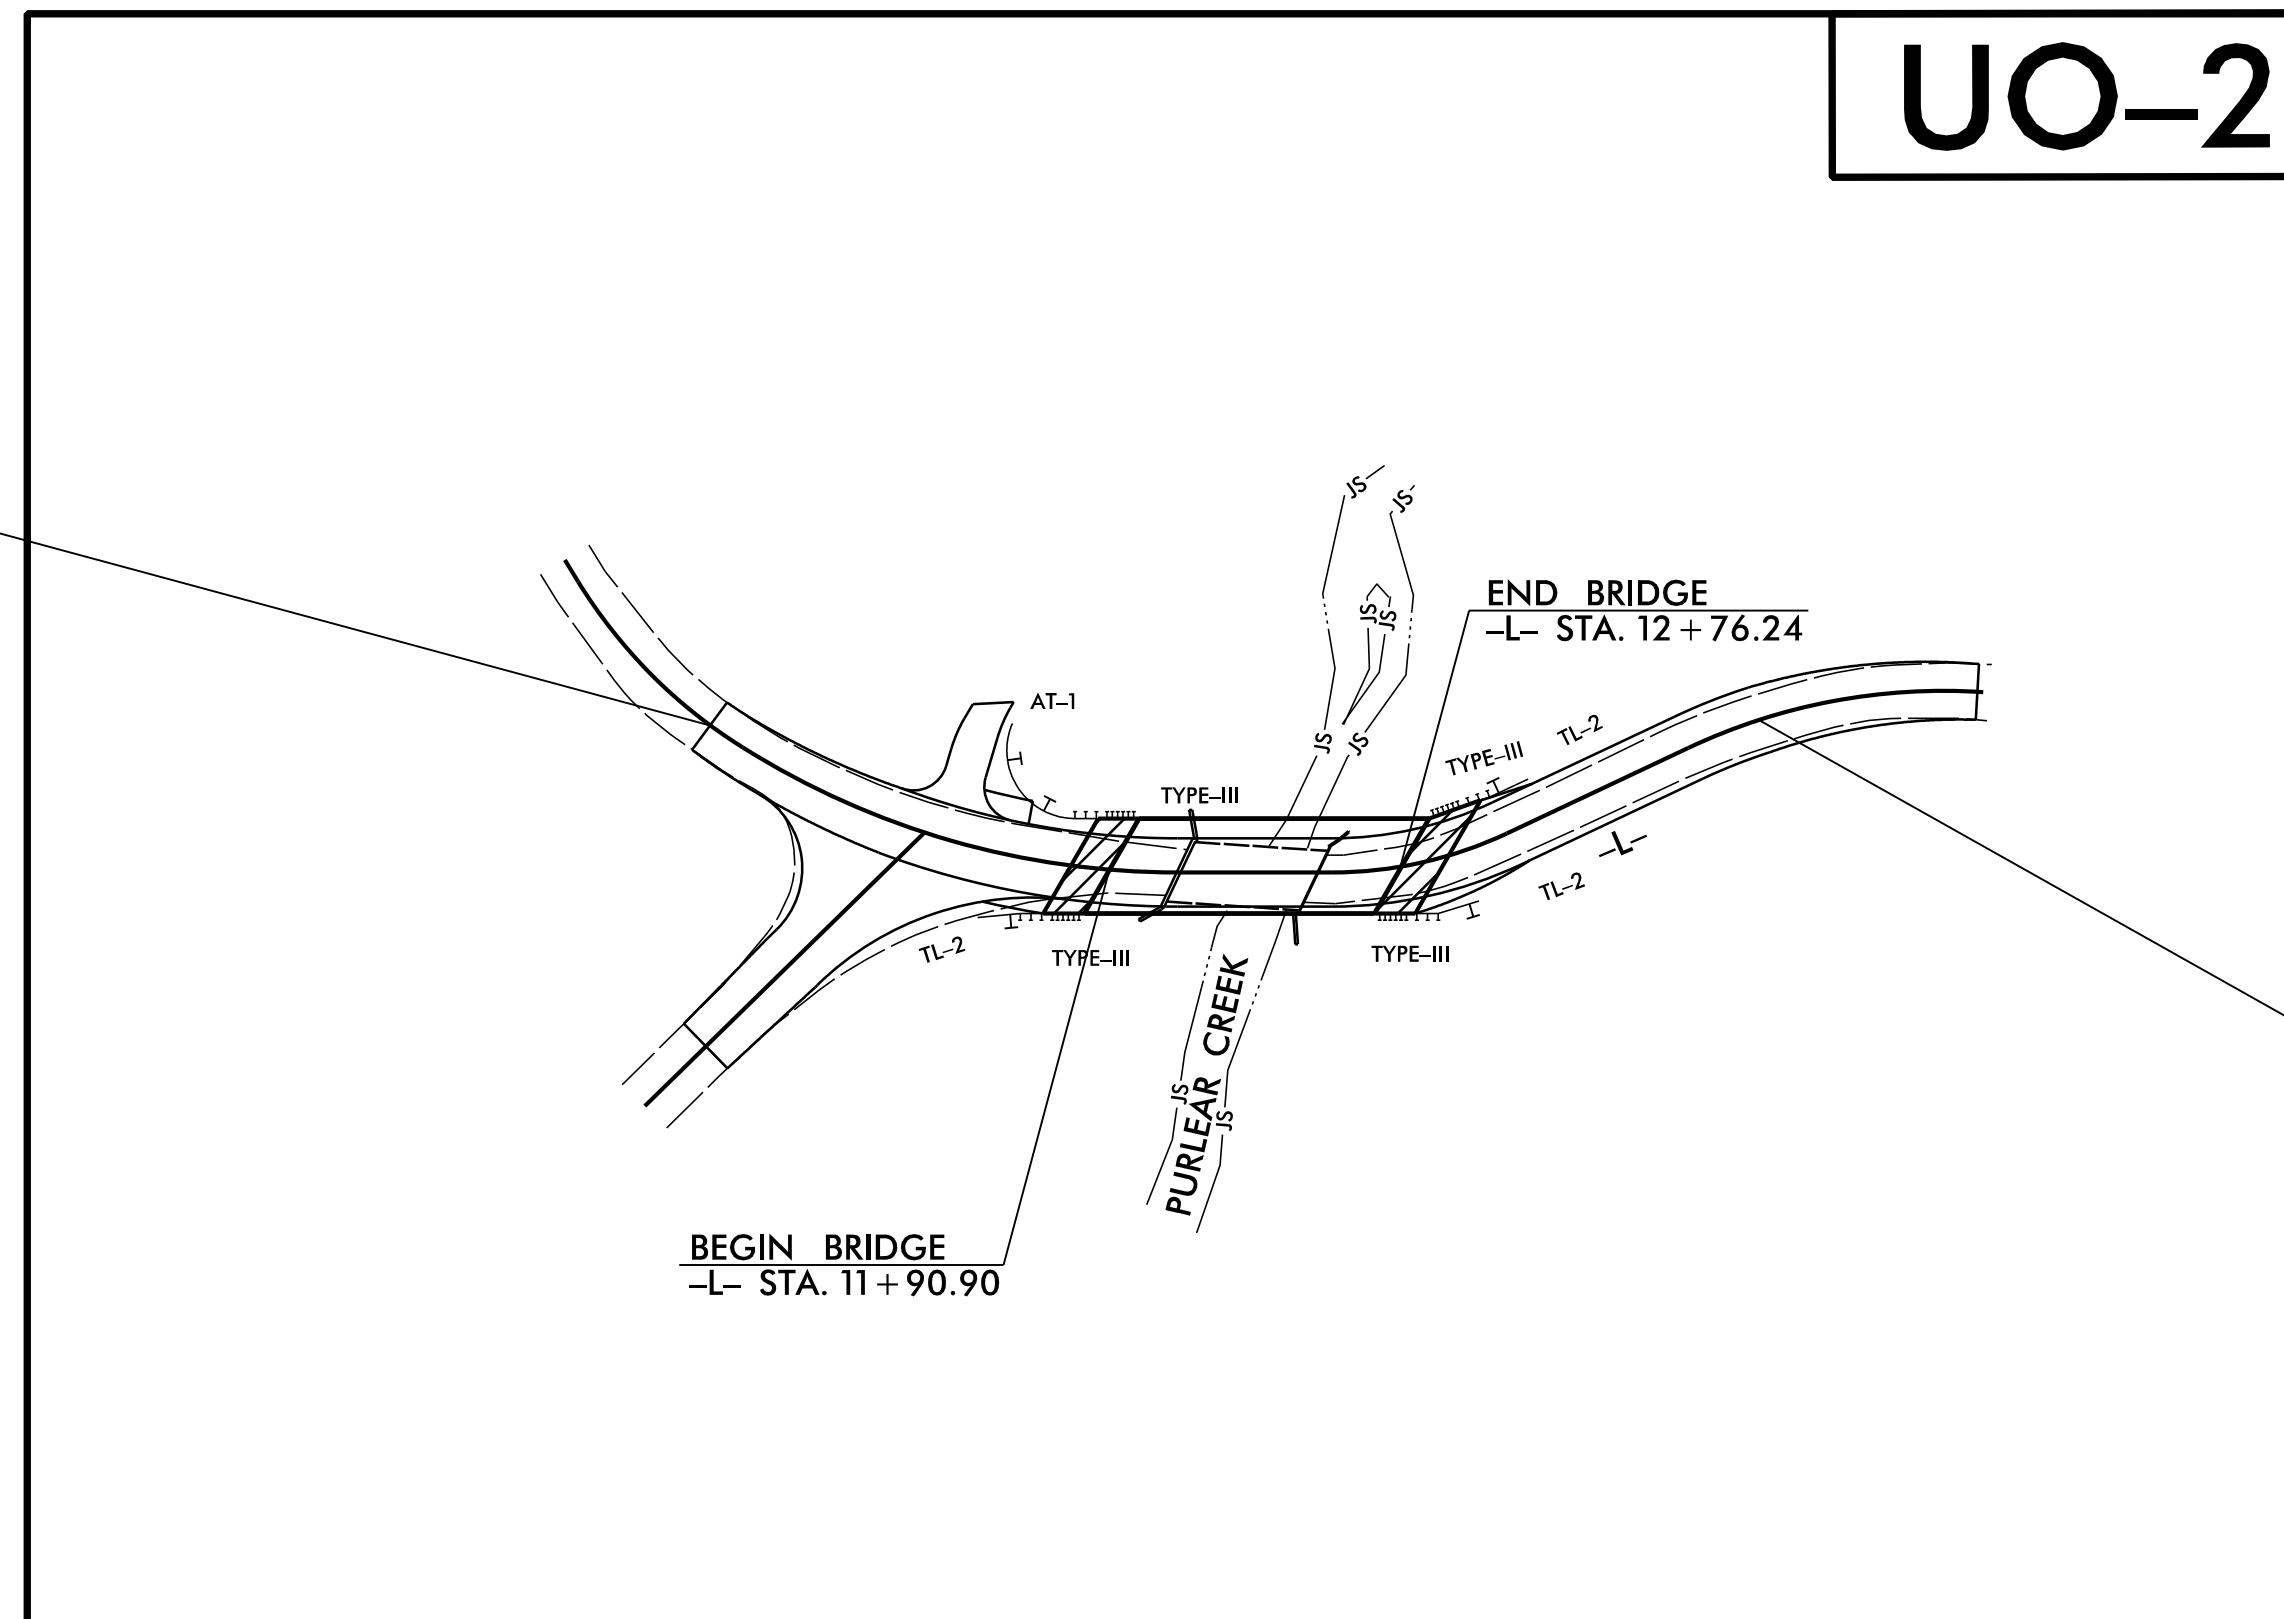 UO–2
JS
JS
END BRIDGE
–L– STA. 12+76.24
JS
JS
AT–1
JS
JS
TYPE–III
TL–2
TYPE–III
–L–
TL–2
TL–2
TYPE–III
TYPE–III
PURLEAR CREEK
JS
JS
BEGIN BRIDGE
–L– STA. 11+90.90